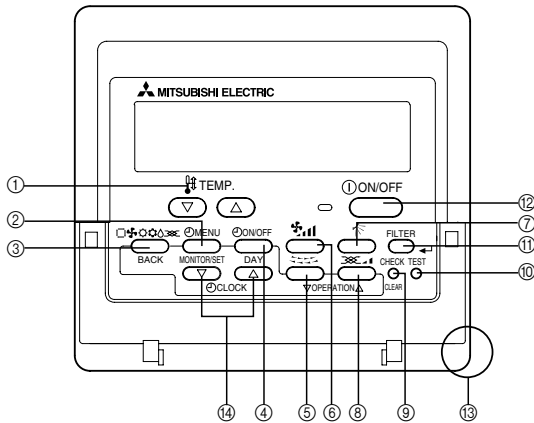 MITSUBISHI ELECTRIC
① TEMP. ON/OFF ⑫
② MENU ON/OFF FILTER ⑦
③ BACK MONITOR/SET DAY CHECK TEST ⑪
⑩
CLOCK ▽OPERATION△ CLEAR
⑭ ④ ⑤ ⑥ ⑧ ⑨ ⑬